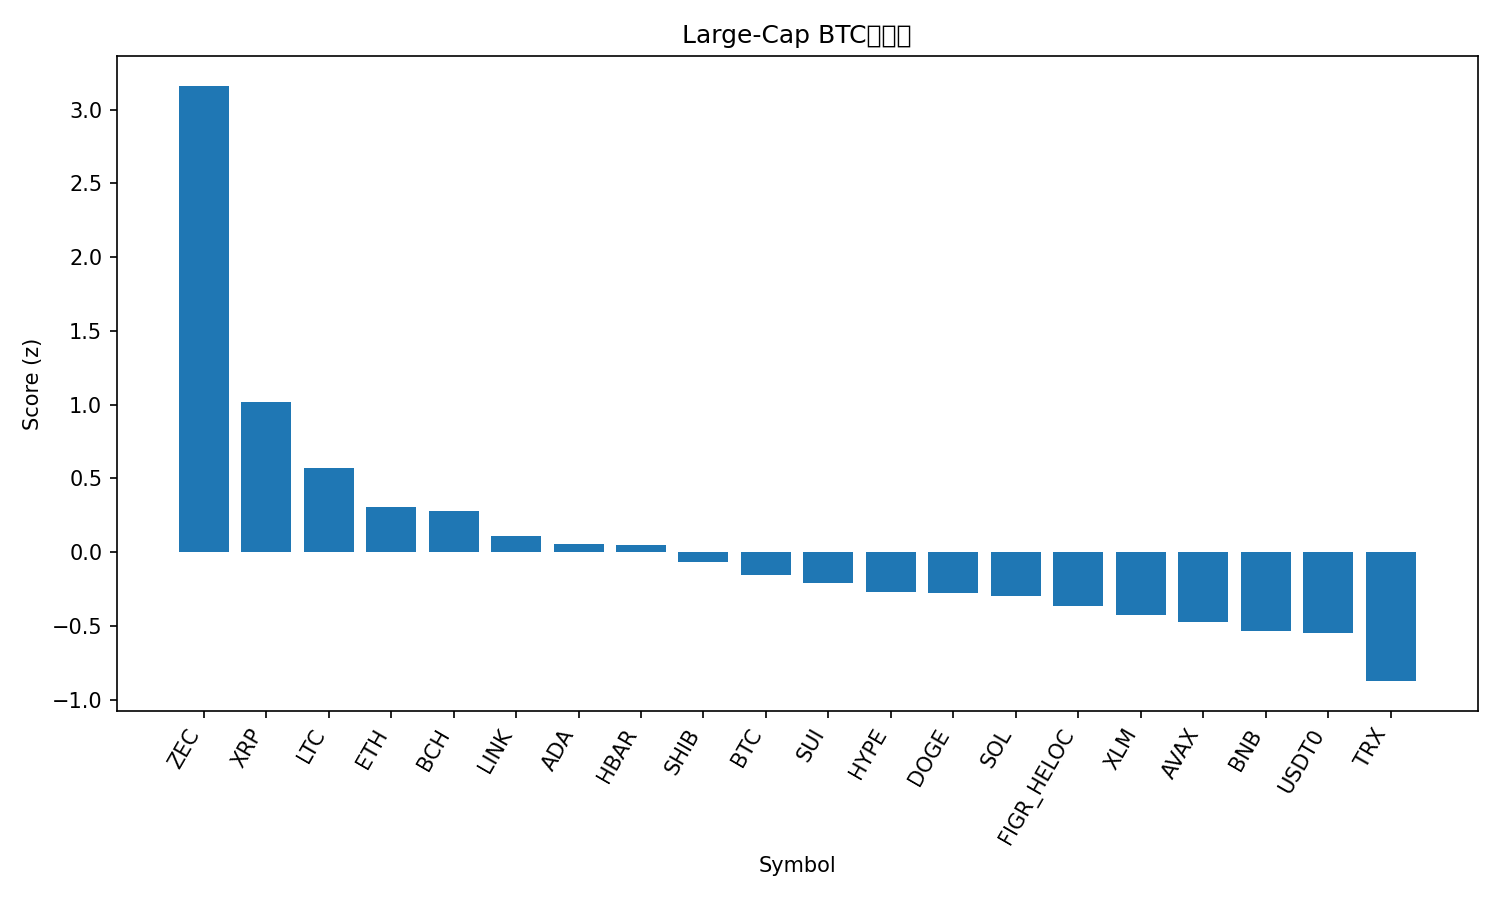 Large-Cap BTC
Score (z)
3.0
2.5
2.0
1.5
1.0
0.5
0.0
−0.5
−1.0
ZEC
XRP
LTC
ETH
BCH
LINK
ADA
HBAR
SHIB
BTC
SUI
HYPE
DOGE
SOL
FIGR_HELOC
XLM
AVAX
BNB
USDT0
TRX
Symbol